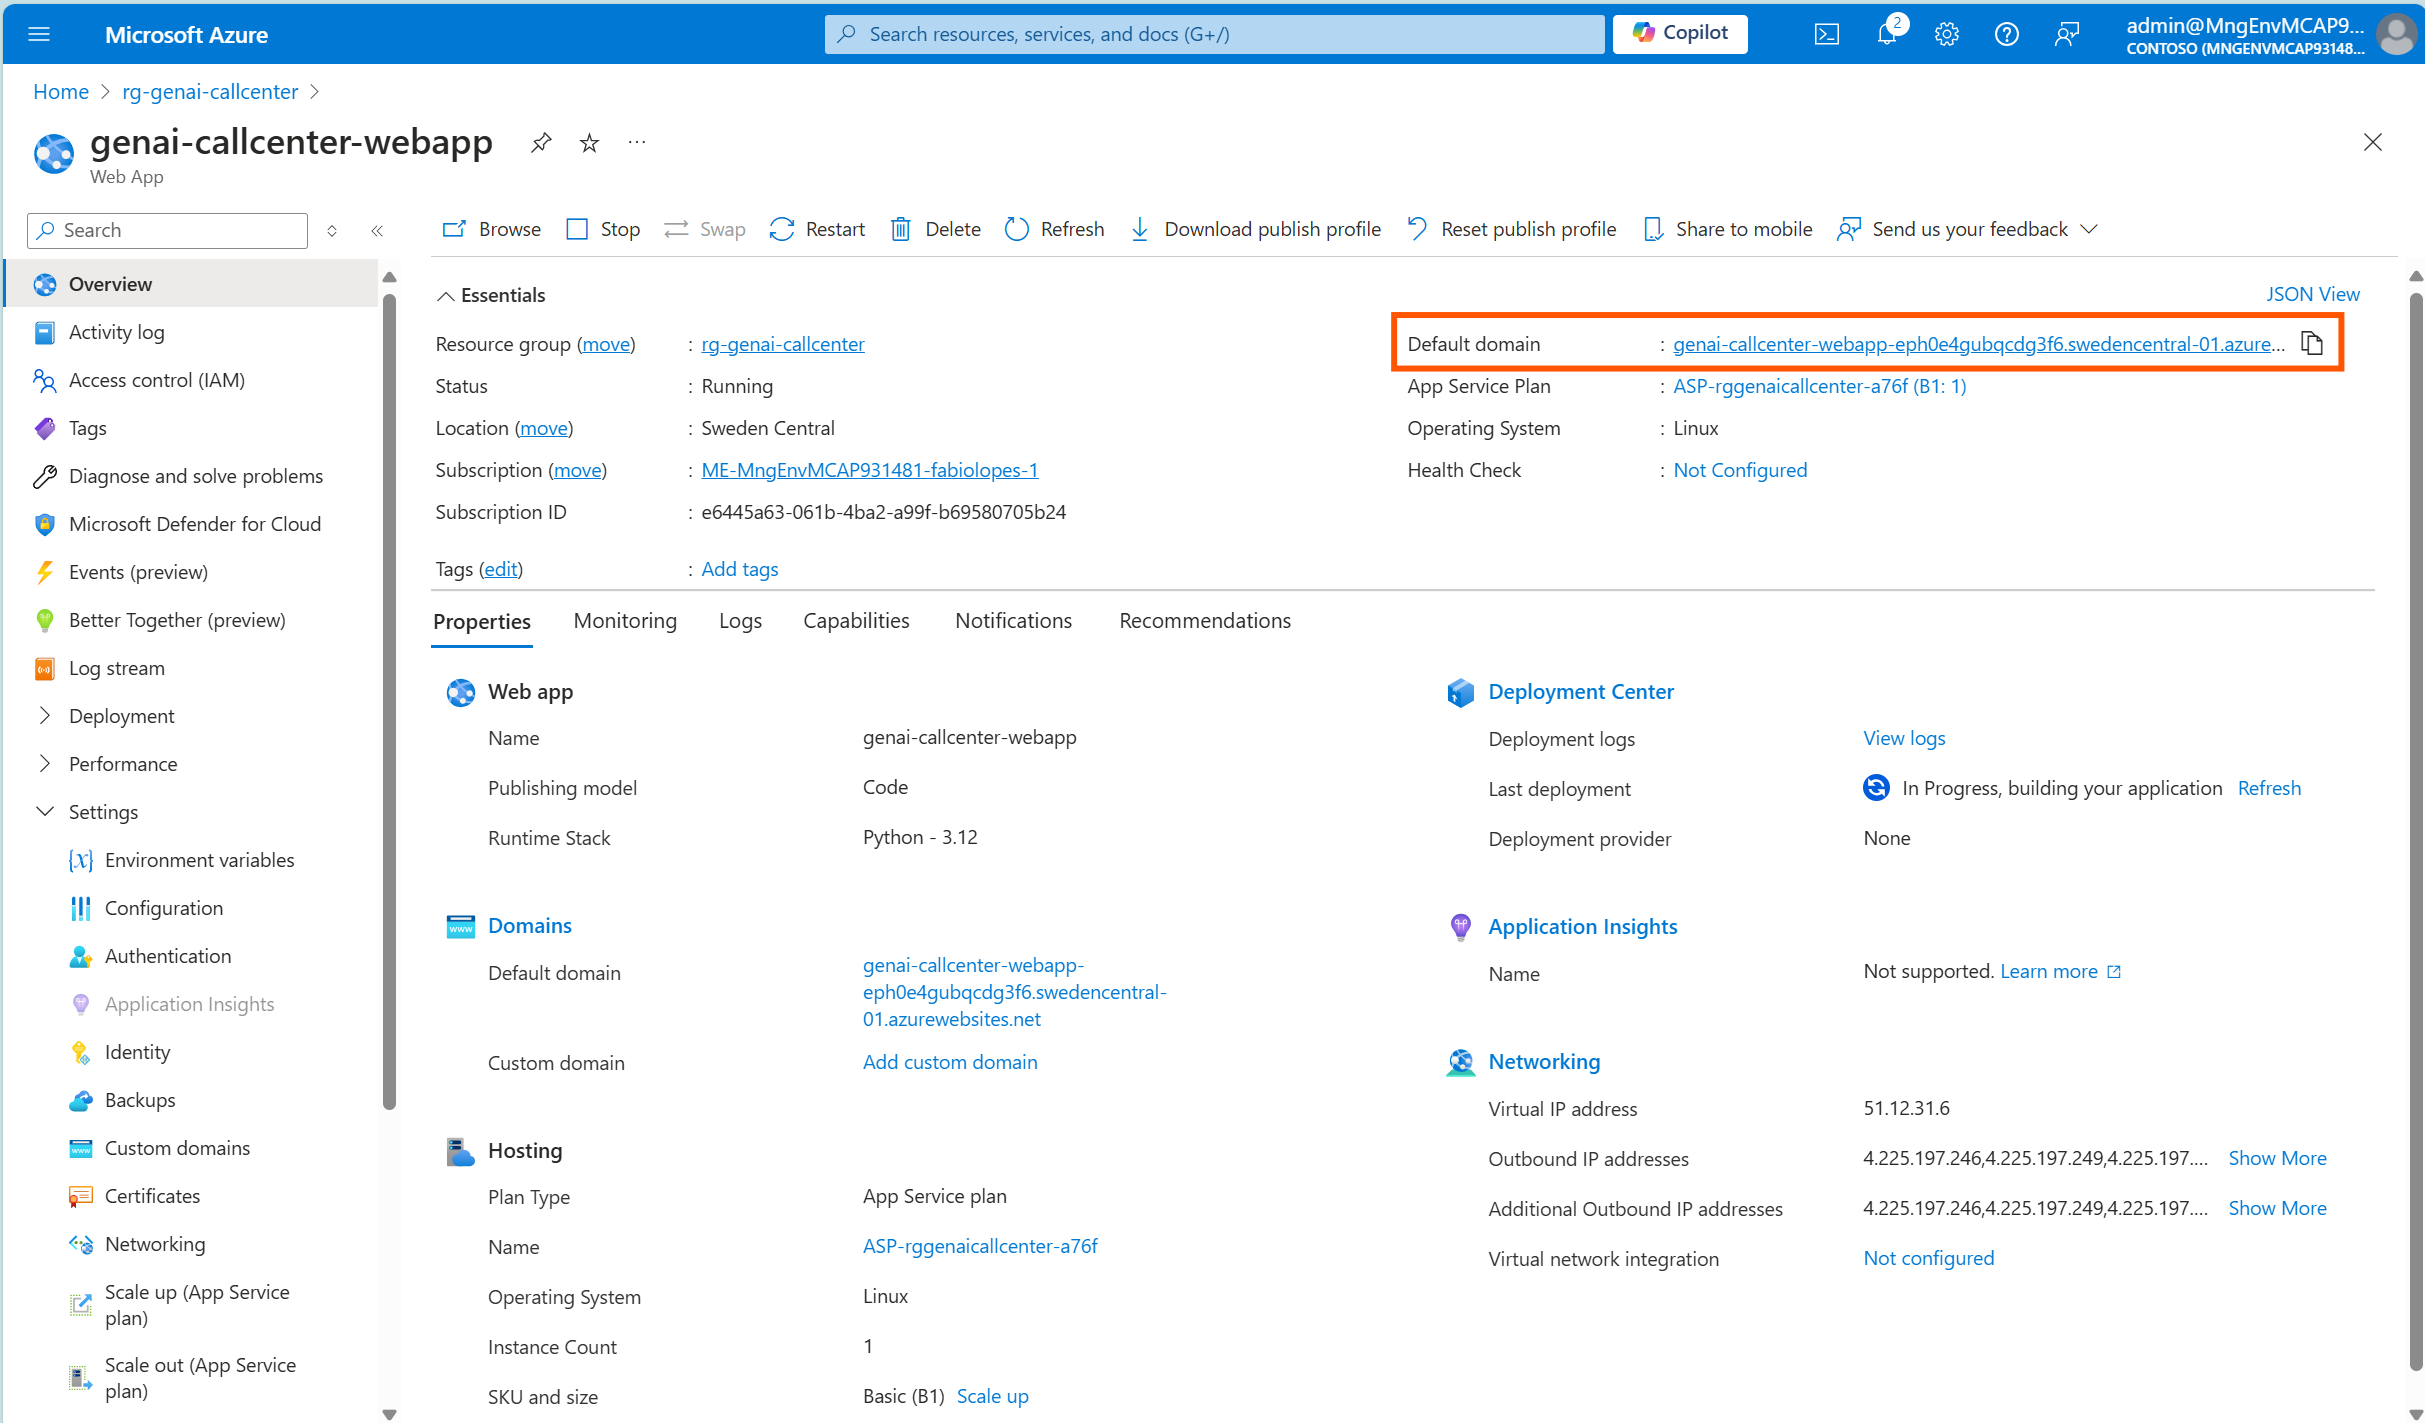 Microsoft Azure
Search resources, services, and docs (G+/)
Copilot
2
admin@MngEnvMCAP9...
CONTOSO (MNGENVMCAP93148...
Home > rg-genai-callcenter >
genai-callcenter-webapp
Web App
Search
Browse Stop Swap Restart Delete Refresh Download publish profile Reset publish profile Share to mobile Send us your feedback
Overview
Activity log
Access control (IAM)
Tags
Diagnose and solve problems
Microsoft Defender for Cloud
Events (preview)
Better Together (preview)
Log stream
Deployment
Performance
Settings
Environment variables
Configuration
Authentication
Application Insights
Identity
Backups
Custom domains
Certificates
Networking
Scale up (App Service
plan)
Scale out (App Service
plan)
Essentials
JSON View
Resource group (move) : rg-genai-callcenter
Status : Running
Location (move) : Sweden Central
Subscription (move) : ME-MngEnvMCAP931481-fabiolopes-1
Subscription ID : e6445a63-061b-4ba2-a99f-b69580705b24
Tags (edit) : Add tags
Default domain : genai-callcenter-webapp-eph0e4gubqcdg3f6.swedencentral-01.azure...
App Service Plan : ASP-rggenaicallcenter-a76f (B1: 1)
Operating System : Linux
Health Check : Not Configured
Properties Monitoring Logs Capabilities Notifications Recommendations
Web app
Name genai-callcenter-webapp
Publishing model Code
Runtime Stack Python - 3.12
Domains
Default domain genai-callcenter-webapp-
eph0e4gubqcdg3f6.swedencentral-
01.azurewebsites.net
Custom domain Add custom domain
Hosting
Plan Type App Service plan
Name ASP-rggenaicallcenter-a76f
Operating System Linux
Instance Count 1
SKU and size Basic (B1) Scale up
Deployment Center
Deployment logs View logs
Last deployment In Progress, building your application Refresh
Deployment provider None
Application Insights
Name Not supported. Learn more
Networking
Virtual IP address 51.12.31.6
Outbound IP addresses 4.225.197.246,4.225.197.249,4.225.197.... Show More
Additional Outbound IP addresses 4.225.197.246,4.225.197.249,4.225.197.... Show More
Virtual network integration Not configured